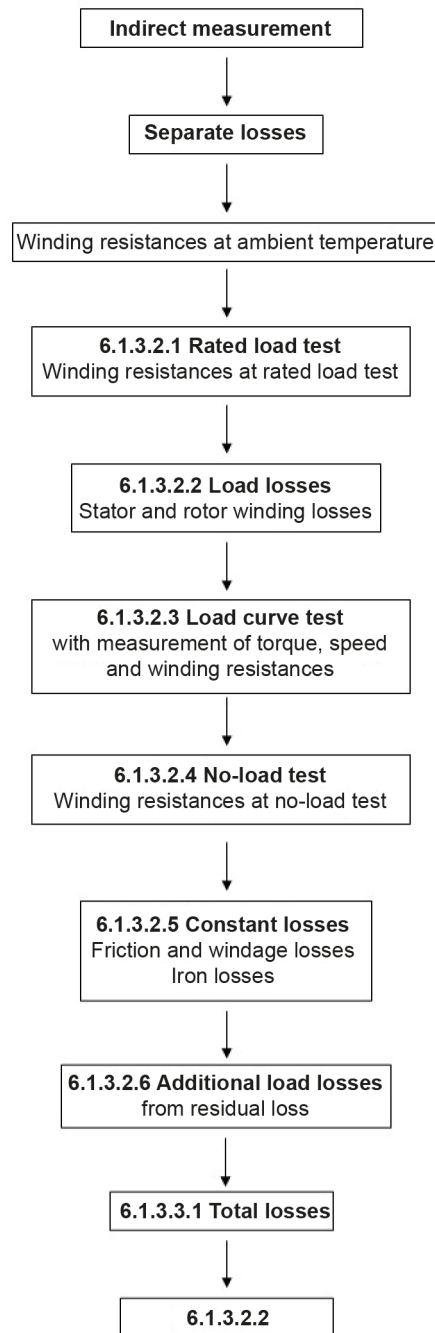 Indirect measurement
Separate losses
Winding resistances at ambient temperature
6.1.3.2.1 Rated load test
Winding resistances at rated load test
6.1.3.2.2 Load losses
Stator and rotor winding losses
6.1.3.2.3 Load curve test
with measurement of torque, speed
and winding resistances
6.1.3.2.4 No-load test
Winding resistances at no-load test
6.1.3.2.5 Constant losses
Friction and windage losses
Iron losses
6.1.3.2.6 Additional load losses
from residual loss
6.1.3.3.1 Total losses
6.1.3.2.2